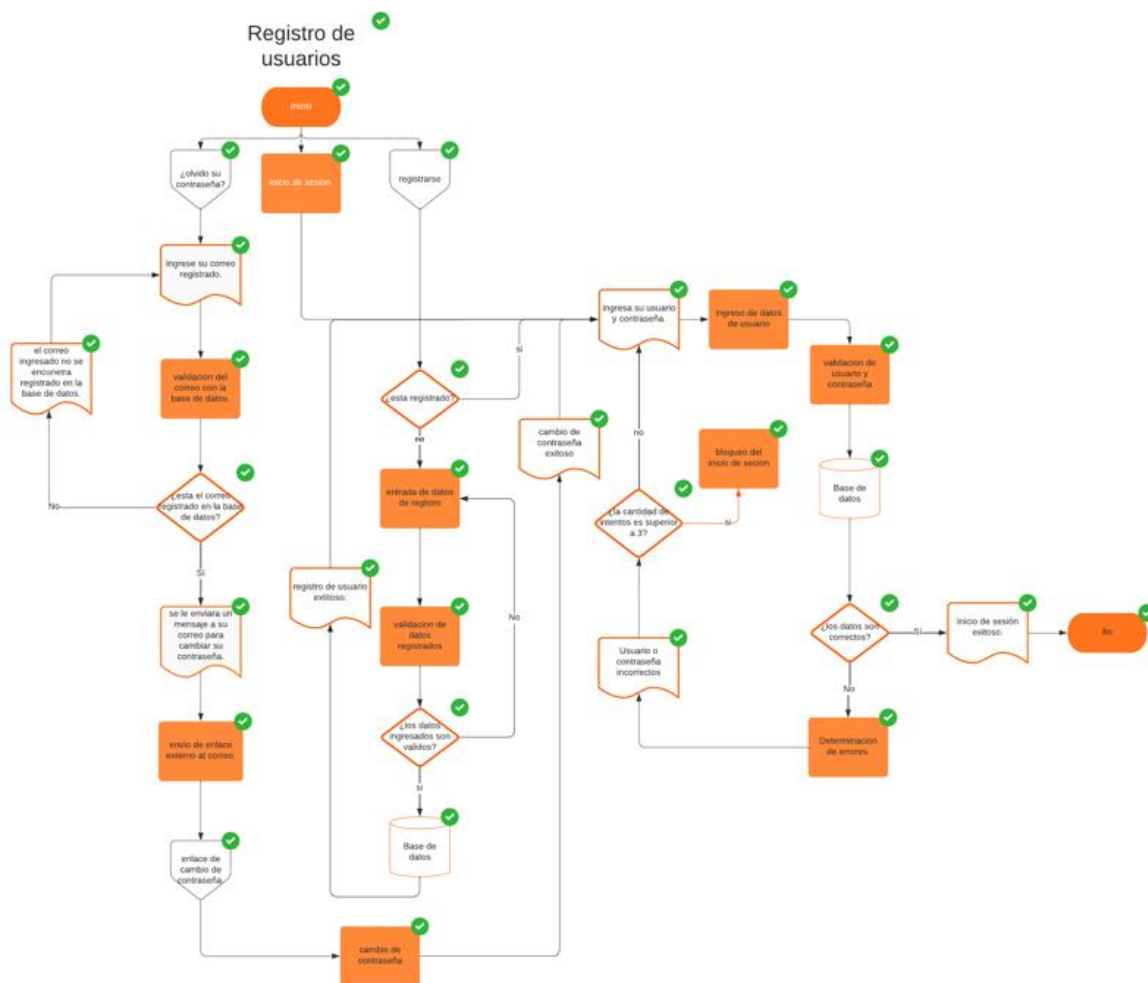 Registro de
usuarios
Inicio
¿olvido su
contraseña?
inicio de sesion
registrarse
ingrese su correo
registrado.
ingresa su usuario
y contraseña.
ingreso de datos
de usuario
el correo
ingresado no se
encunetra
registrado en la
base de datos.
validacion del
correo con la
base de datos.
si
validacion de
usuario y
contraseña
¿esta registrado?
no
cambio de
contraseña
exitoso
no
bloqueo del
inicio de secion
entrada de datos
de registro
Base de
datos
No
¿esta el correo
registrado en la base
de datos?
¿la cantidad de
intentos es superior
a 3?
si
Si
registro de usuario
extitoso.
se le enviara un
mensaje a su
correo para
cambiar su
contraseña.
validacion de
datos
registrados
No
Usuario o
contraseña
incorrectos
¿los datos son
correctos?
Si
inicio de sesión
exitoso.
No
envio de enlace
externo al correo.
¿los datos
ingresados son
validos?
Determinacion
de errores.
si
Base de
datos
enlace de
cambio de
contraseña
cambio de
contraseña